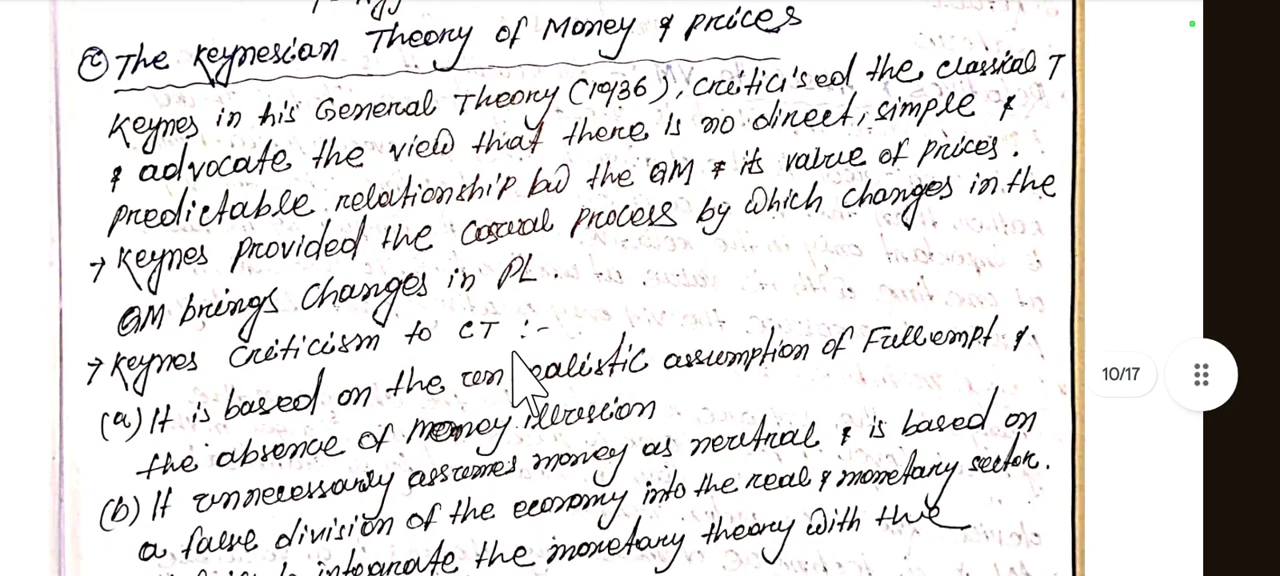 (c) The Keynesian Theory of Money & prices
Keynes in his General Theory (1936), criticised the classical T
& advocate the view that there is no direct, simple &
predictable relationship bw the QM & its value of prices.
→ Keynes provided the causal process by which changes in the
QM brings changes in PL.
→ Keynes Criticism to CT :-
(a) It is based on the unrealistic assumption of Full empt &
the absence of money illusion
(b) It unnecessarily assumes money as neutral & is based on
a false division of the economy into the real & monetary sector.
integrate the monetary theory with the
10/17